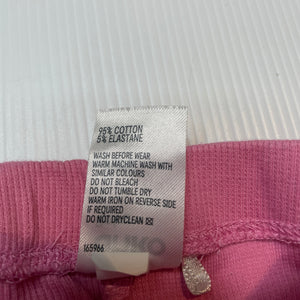 95% COTTON
5% ELASTANE
WASH BEFORE WEAR
WARM MACHINE WASH WITH
SIMILAR COLOURS
DO NOT BLEACH
DO NOT TUMBLE DRY
WARM IRON ON REVERSE SIDE
IF REQUIRED
DO NOT DRYCLEAN
165966